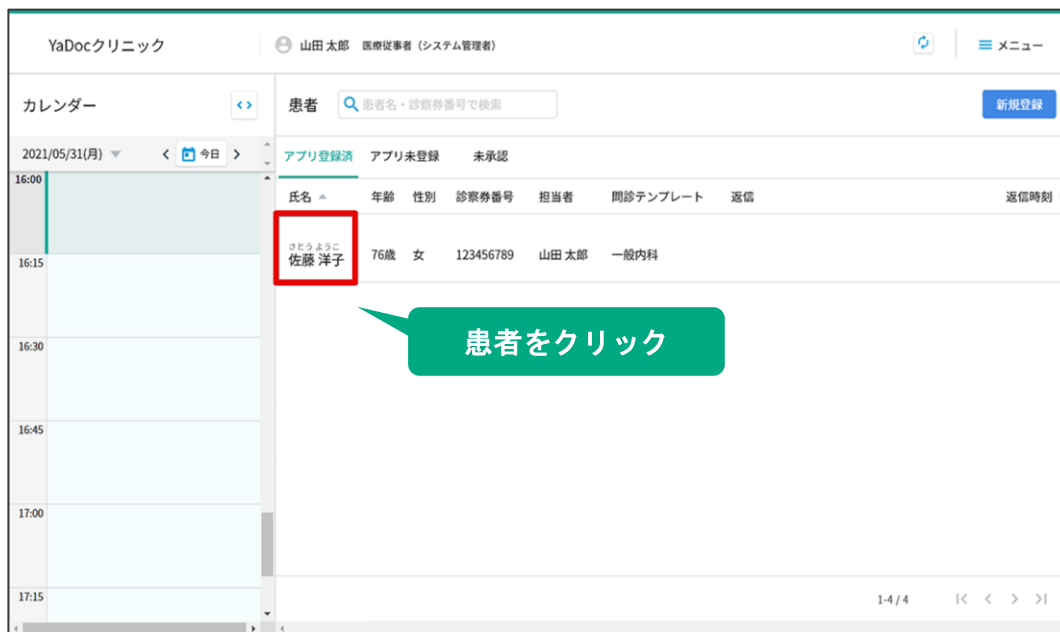 YaDocクリニック
山田 太郎 医療従事者（システム管理者）
メニュー
カレンダー
患者
患者名・診察券番号で検索
新規登録
2021/05/31(月)
今日
アプリ登録済 アプリ未登録 未承認
氏名 年齢 性別 診察券番号 担当者 問診テンプレート 返信 返信時刻
さとう ようこ
佐藤 洋子 76歳 女 123456789 山田 太郎 一般内科
患者をクリック
16:00
16:15
16:30
16:45
17:00
17:15
1-4 / 4